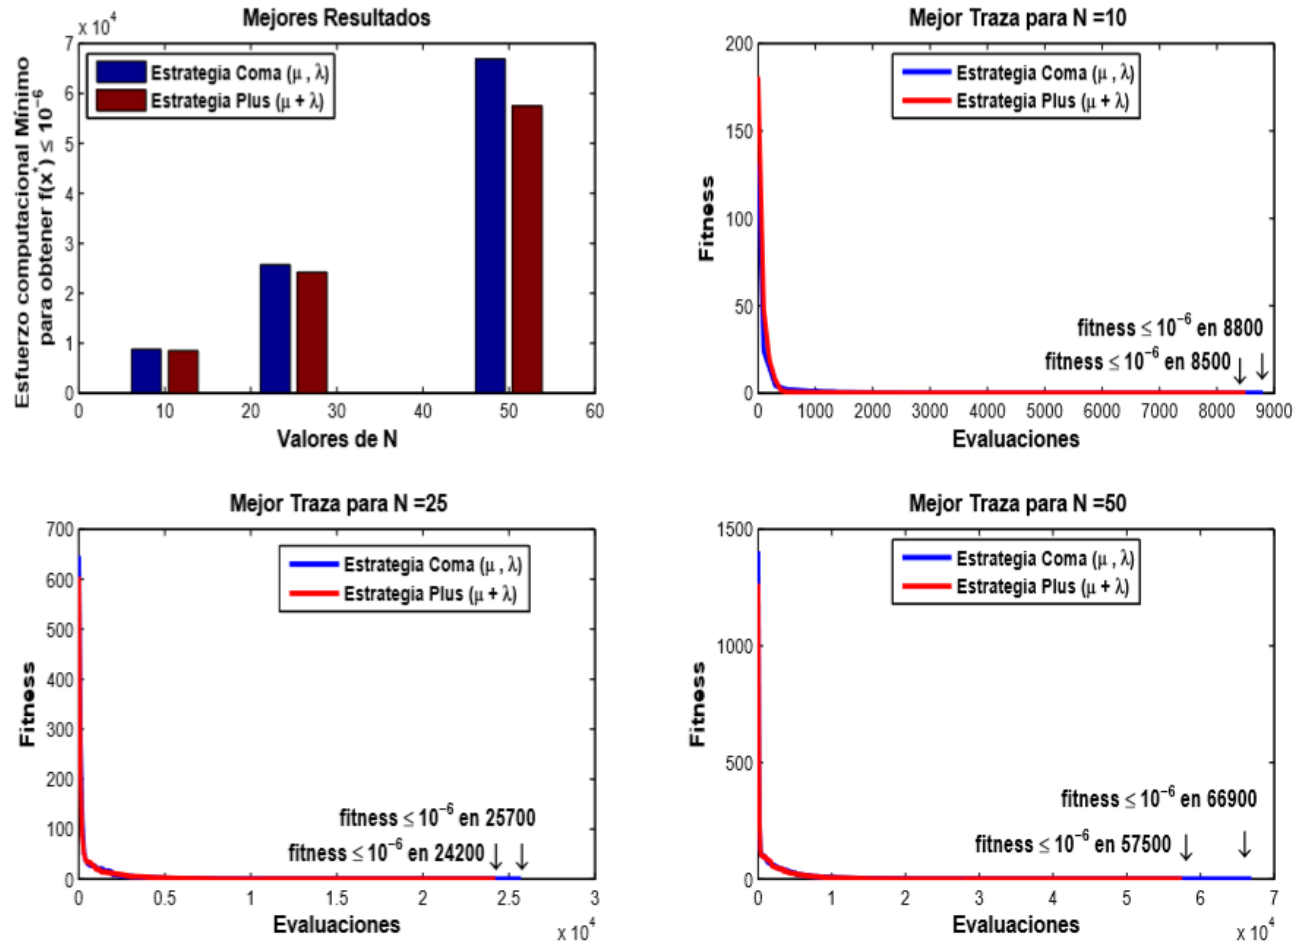 Mejores Resultados
x 10⁴
7
6
5
4
3
2
1
0
Esfuerzo computacional Mínimo
para obtener f(x*) ≤ 10⁻⁶
Estrategia Coma (μ , λ)
Estrategia Plus (μ + λ)
0 10 20 30 40 50 60
Valores de N
Mejor Traza para N =10
200
150
100
50
0
Fitness
Estrategia Coma (μ , λ)
Estrategia Plus (μ + λ)
fitness ≤ 10⁻⁶ en 8800
fitness ≤ 10⁻⁶ en 8500
0 1000 2000 3000 4000 5000 6000 7000 8000 9000
Evaluaciones
Mejor Traza para N =25
700
600
500
400
300
200
100
0
Fitness
Estrategia Coma (μ , λ)
Estrategia Plus (μ + λ)
fitness ≤ 10⁻⁶ en 25700
fitness ≤ 10⁻⁶ en 24200
0 0.5 1 1.5 2 2.5 3
Evaluaciones
x 10⁴
Mejor Traza para N =50
1500
1000
500
0
Fitness
Estrategia Coma (μ , λ)
Estrategia Plus (μ + λ)
fitness ≤ 10⁻⁶ en 66900
fitness ≤ 10⁻⁶ en 57500
0 1 2 3 4 5 6 7
Evaluaciones
x 10⁴